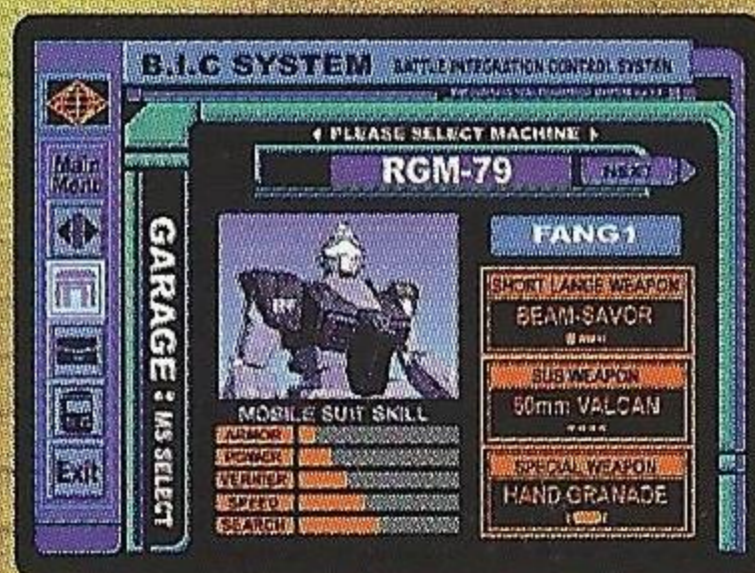 B.I.C SYSTEM BATTLE INTEGRATION CONTROL SYSTEM
PLEASE SELECT MACHINE
Main
Menu
RGM-79 NEXT
GARAGE: MS SELECT
FANG1
SHORT LANGE WEAPON
BEAM-SAVOR
SUB WEAPON
60mm VALCAN
MOBILE SUIT SKILL
ARMOR
POWER
VERNIER
SPEED
SEARCH
SPECIAL WEAPON
HAND-GRANADE
Exit